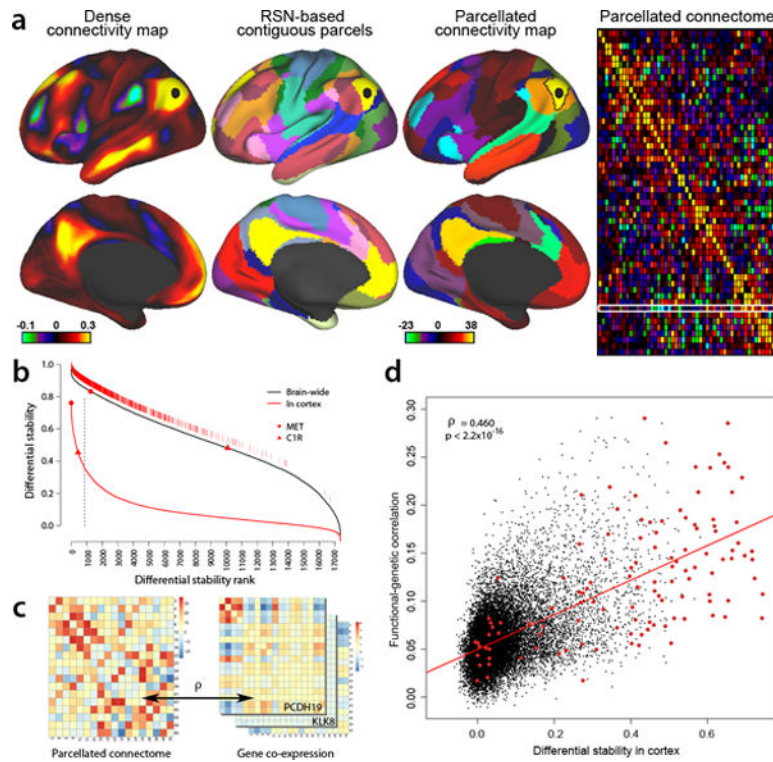 a
Dense
connectivity map
RSN-based
contiguous parcels
Parcellated
connectivity map
Parcellated connectome
-0.1 0 0.3
-23 0 38
b
Differential stability
1.0
0.8
0.6
0.4
0.2
0.0
Brain-wide
In cortex
MET
C1R
0
1000
2000
3000
4000
5000
6000
7000
8000
9000
10000
11000
12000
13000
14000
15000
16000
17000
Differential stability rank
c
ρ
PCDH19
KLK8
Parcellated connectome
Gene co-expression
d
ρ = 0.460
p < 2.2x10-16
Functional-genetic correlation
0.30
0.25
0.20
0.15
0.10
0.05
0.00
0.0 0.2 0.4 0.6
Differential stability in cortex